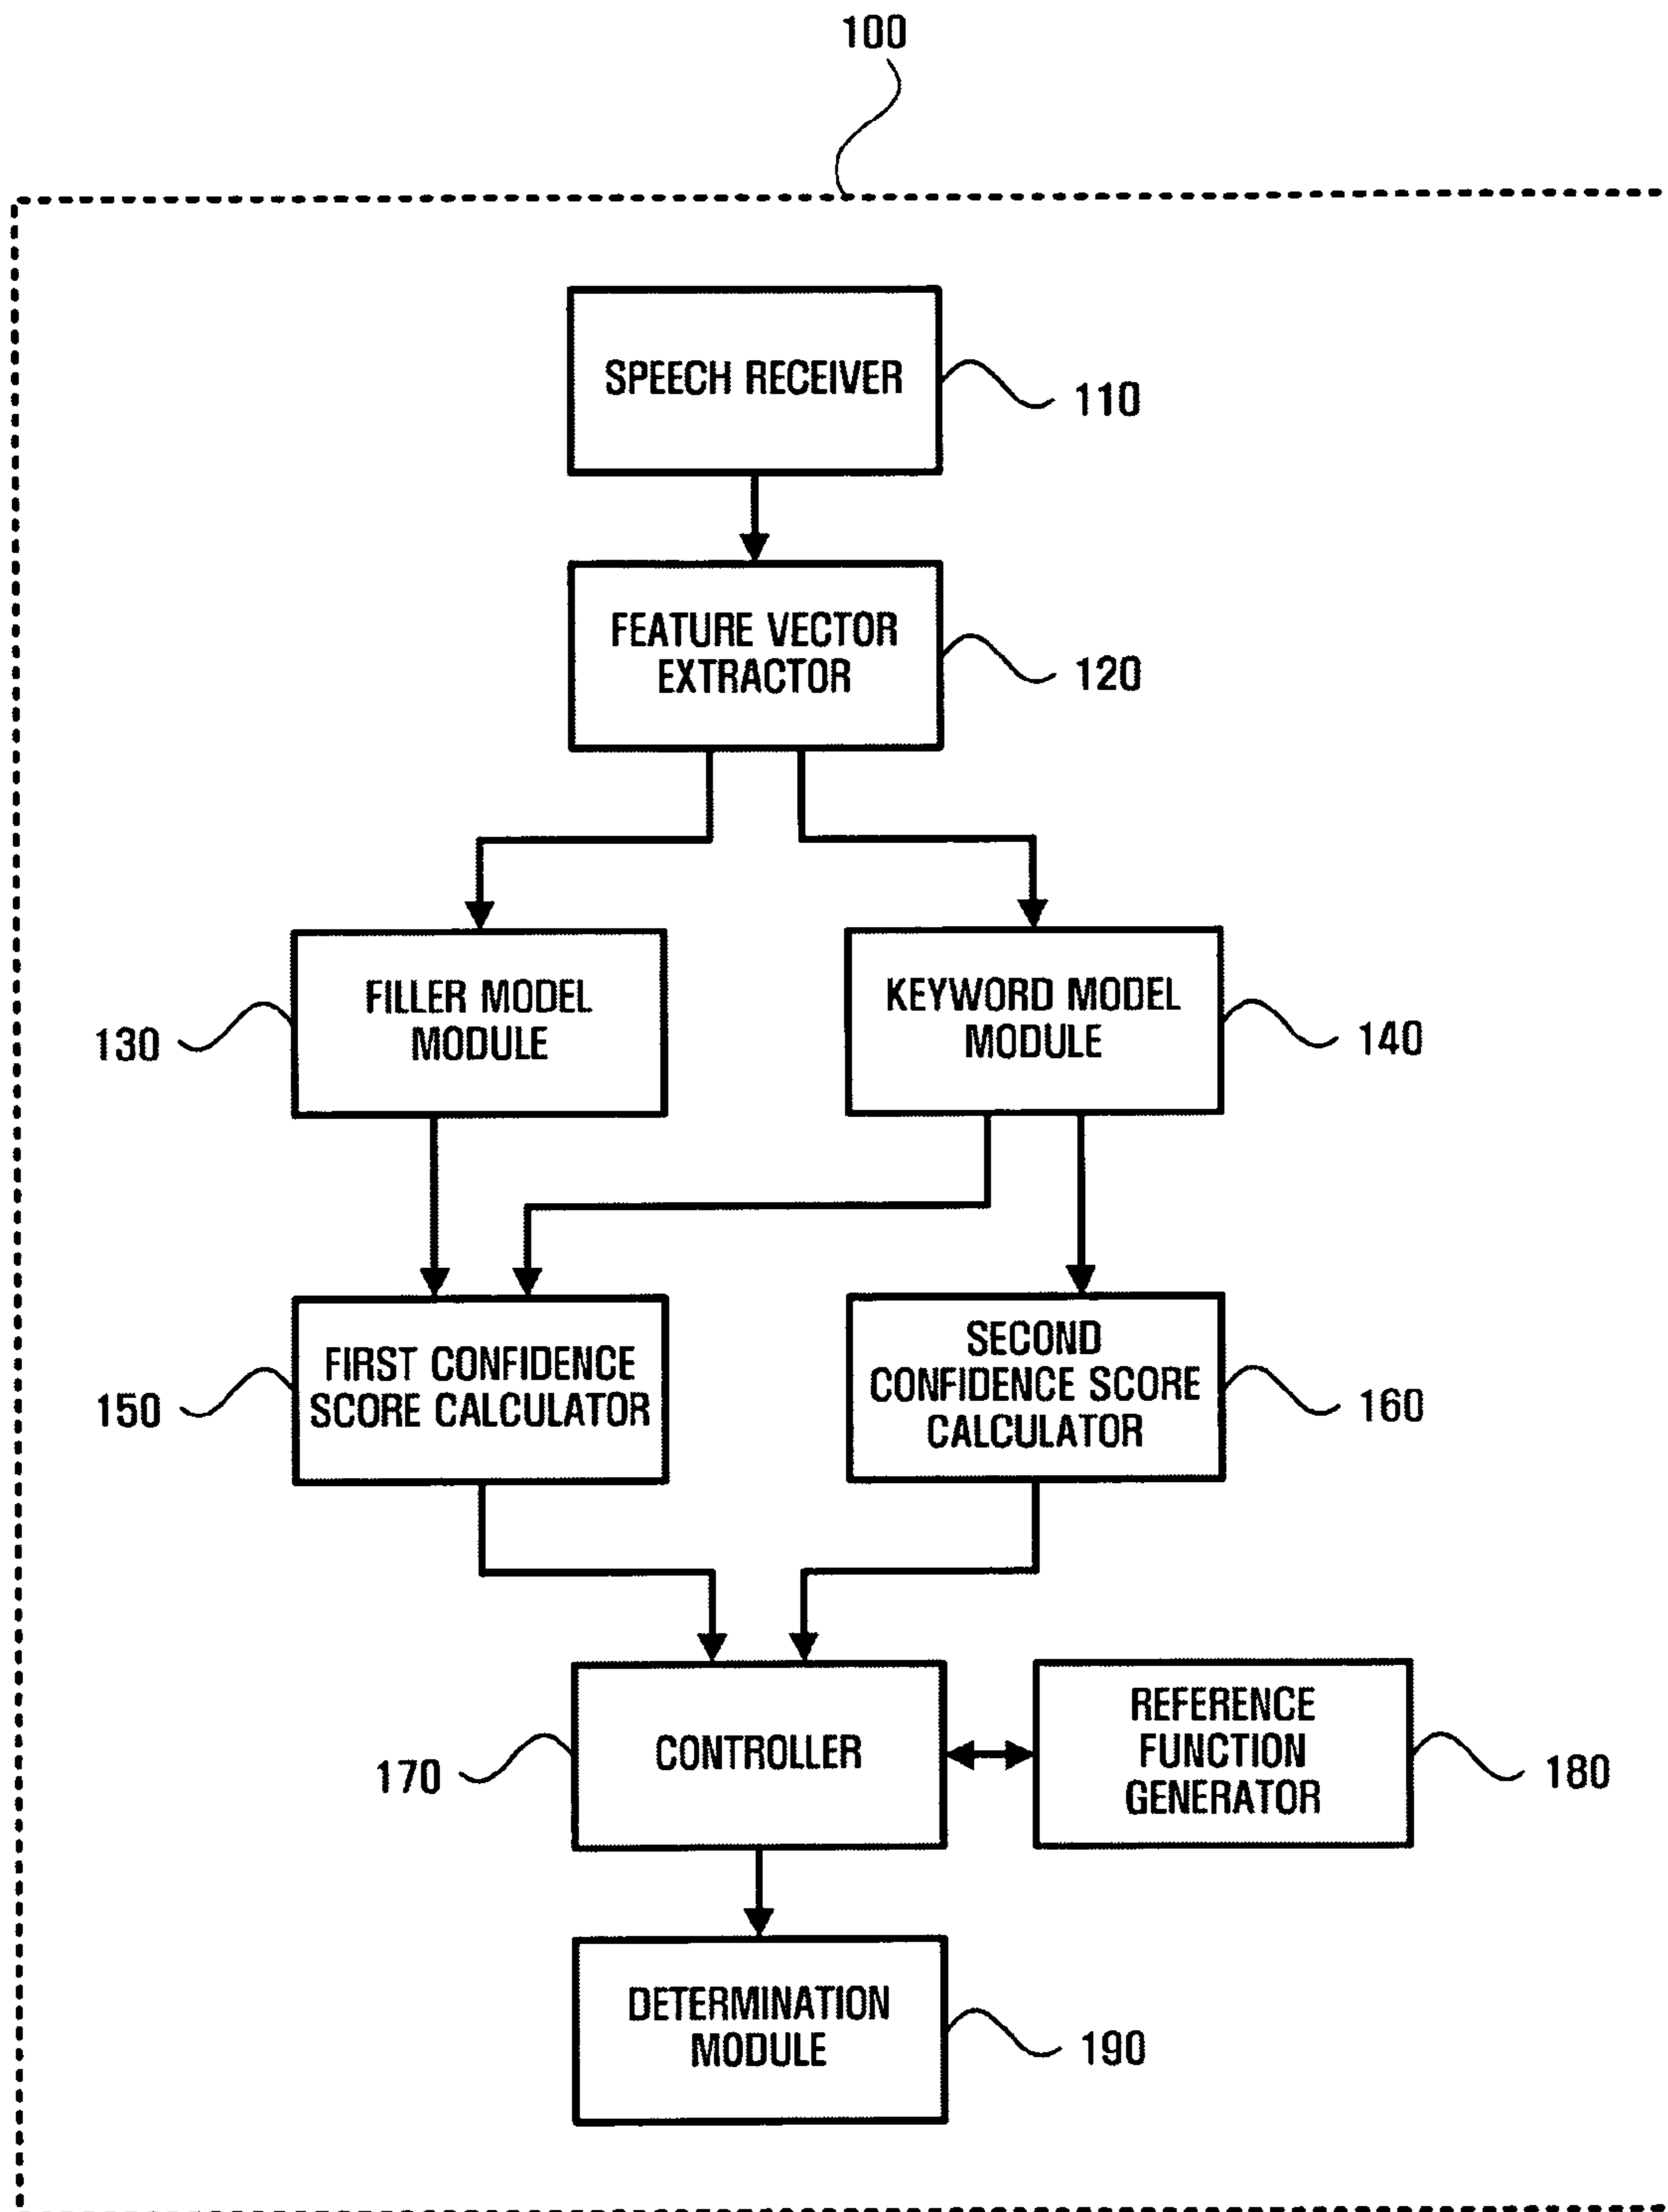 100
SPEECH RECEIVER
110
FEATURE VECTOR
EXTRACTOR
120
FILLER MODEL
MODULE
130
KEYWORD MODEL
MODULE
140
FIRST CONFIDENCE
SCORE CALCULATOR
150
SECOND
CONFIDENCE SCORE
CALCULATOR
160
CONTROLLER
170
REFERENCE
FUNCTION
GENERATOR
180
DETERMINATION
MODULE
190